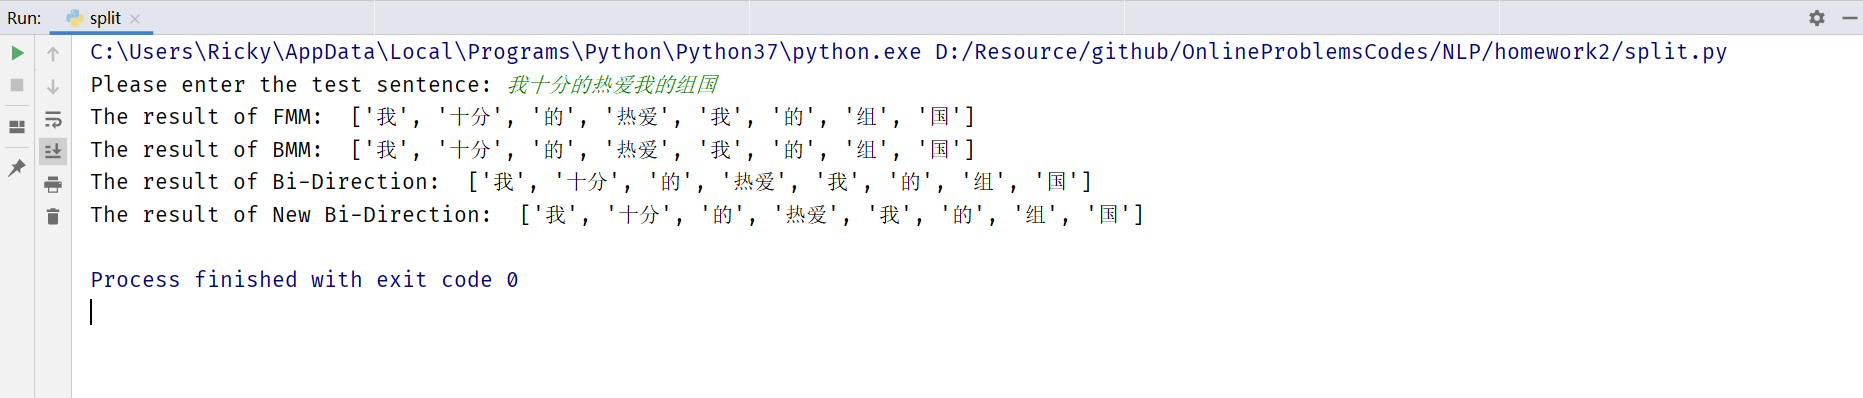 Run: split
C:\Users\Ricky\AppData\Local\Programs\Python\Python37\python.exe D:/Resource/github/OnlineProblemsCodes/NLP/homework2/split.py
Please enter the test sentence: 我十分的热爱我的组国
The result of FMM:  ['我', '十分', '的', '热爱', '我', '的', '组', '国']
The result of BMM:  ['我', '十分', '的', '热爱', '我', '的', '组', '国']
The result of Bi-Direction:  ['我', '十分', '的', '热爱', '我', '的', '组', '国']
The result of New Bi-Direction:  ['我', '十分', '的', '热爱', '我', '的', '组', '国']
Process finished with exit code 0